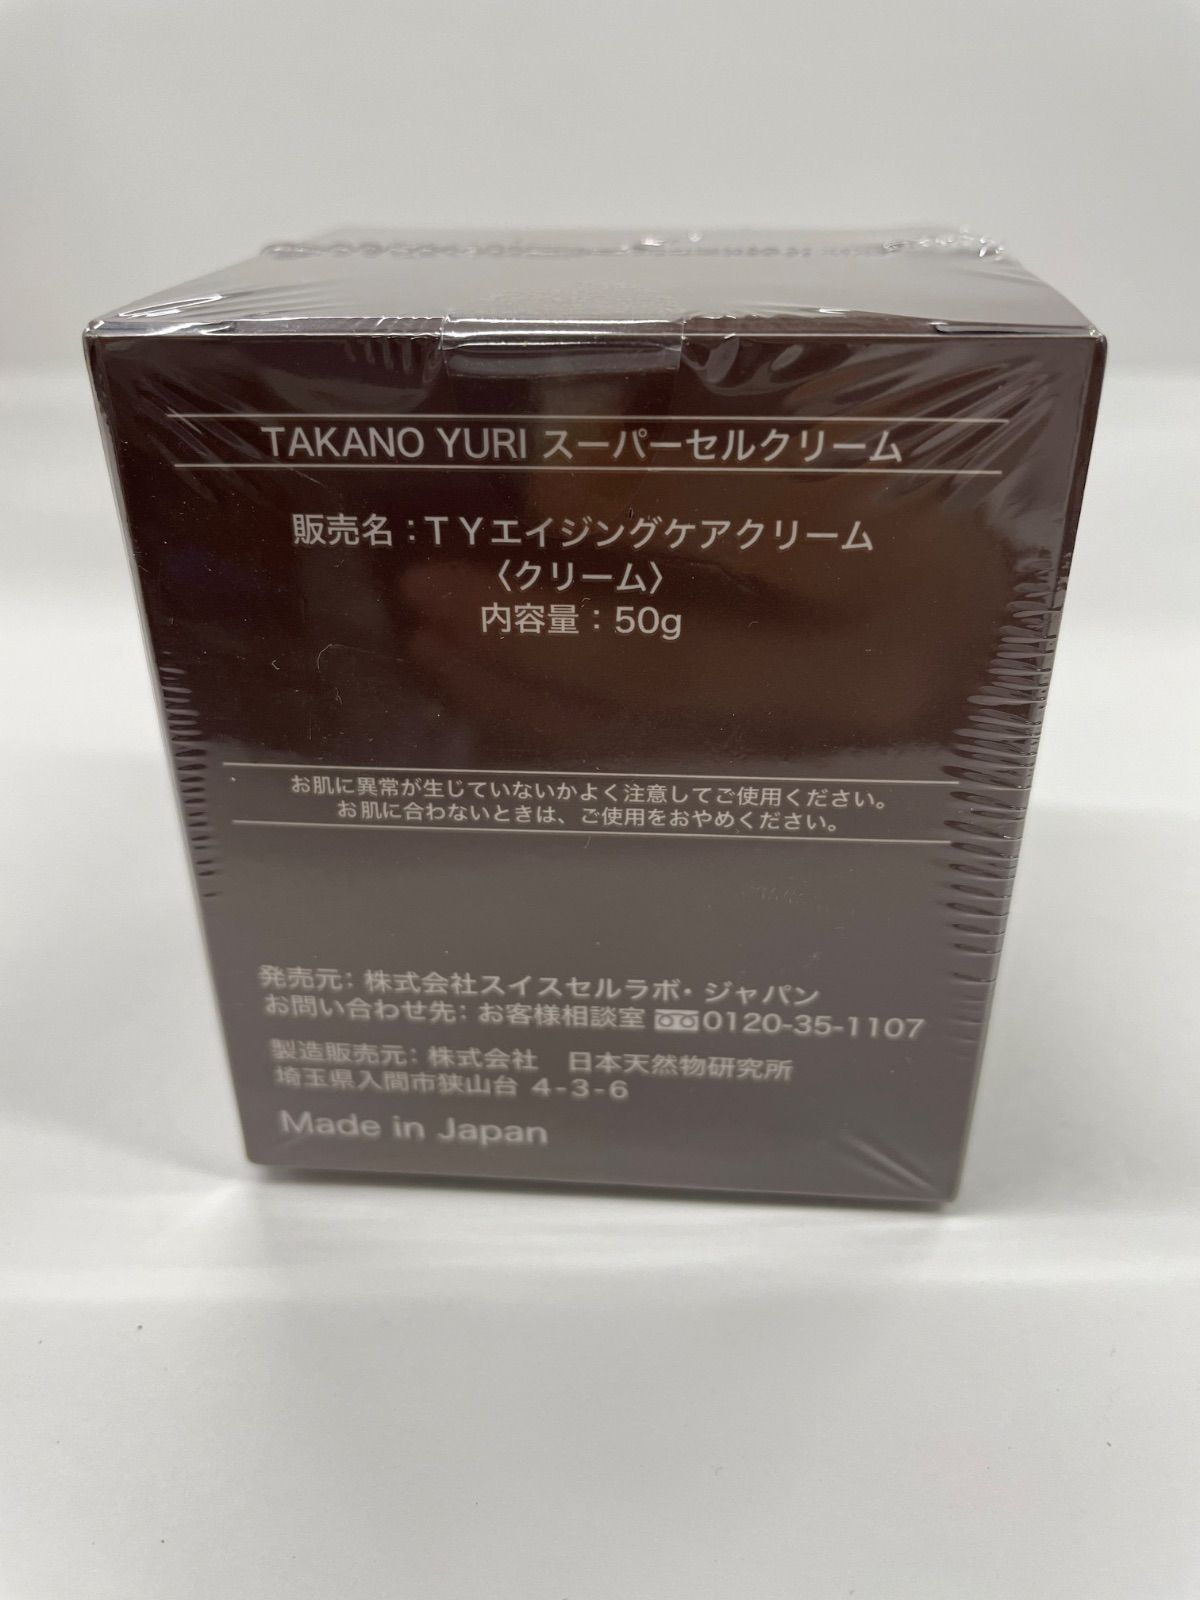 TAKANO YURI スーパーセルクリーム
販売名：ＴＹエイジングケアクリーム
〈クリーム〉
内容量：50g
お肌に異常が生じていないかよく注意してご使用ください。
お肌に合わないときは、ご使用をおやめください。
発売元：株式会社スイスセルラボ・ジャパン
お問い合わせ先：お客様相談室 0120-35-1107
製造販売元：株式会社　日本天然物研究所
埼玉県入間市狭山台 4-3-6
Made in Japan